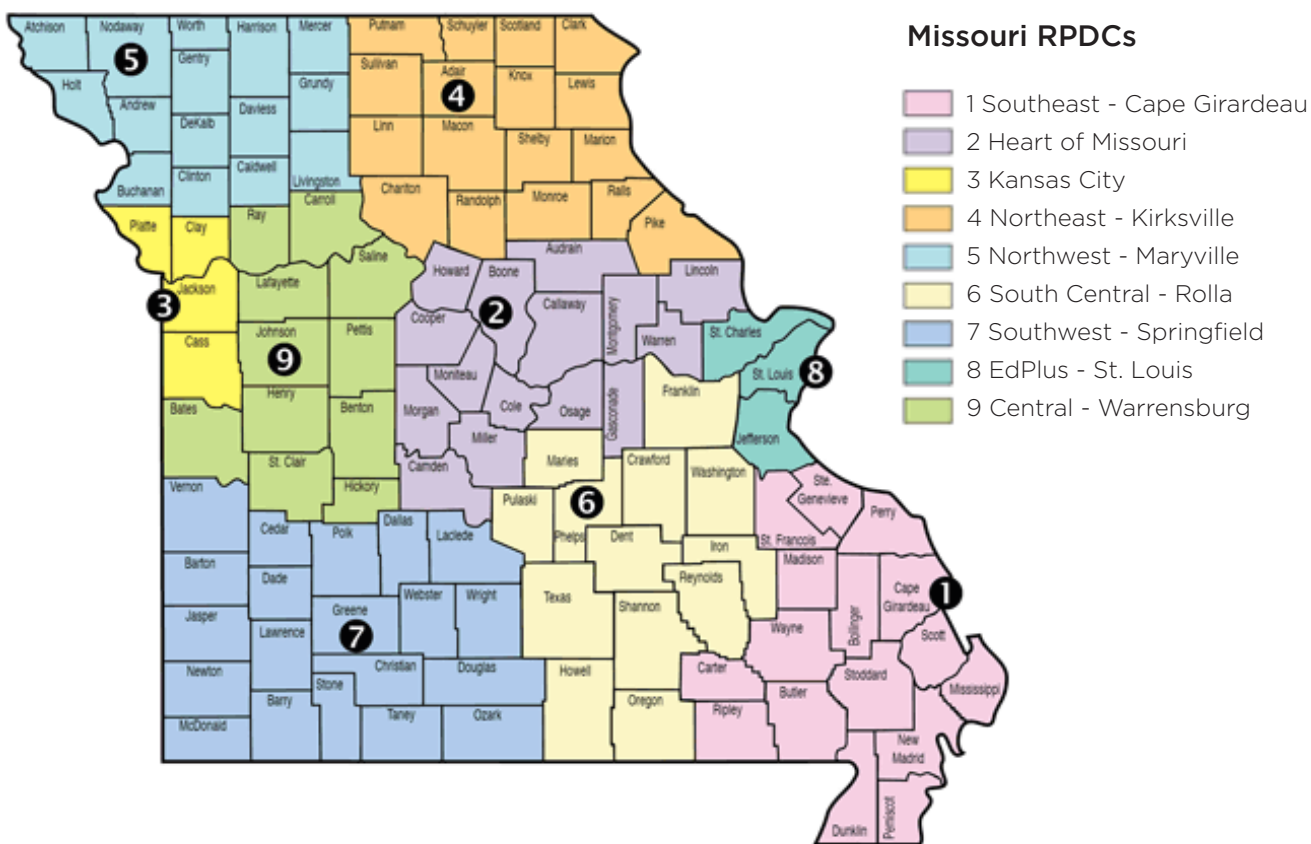 Missouri RPDCs
1 Southeast - Cape Girardeau
2 Heart of Missouri
3 Kansas City
4 Northeast - Kirksville
5 Northwest - Maryville
6 South Central - Rolla
7 Southwest - Springfield
8 EdPlus - St. Louis
9 Central - Warrensburg
Atchison
Nodaway
Worth
Harrison
Mercer
Putnam
Schuyler
Scotland
Clark
5
Gentry
Sullivan
Adair
4
Knox
Lewis
Holt
Grundy
Andrew
DeKalb
Daviess
Linn
Macon
Shelby
Marion
Buchanan
Clinton
Caldwell
Livingston
Chariton
Randolph
Monroe
Ralls
Pike
Platte
Clay
Ray
Carroll
Saline
Howard
Boone
Audrain
Lincoln
3
Jackson
Lafayette
Cooper
2
Callaway
Montgomery
Warren
St. Charles
Cass
Johnson
9
Pettis
Moniteau
St. Louis
8
Bates
Henry
Benton
Morgan
Cole
Osage
Gasconade
Franklin
Jefferson
Miller
St. Clair
Hickory
Camden
Maries
Crawford
Washington
Vernon
Pulaski
6
Phelps
Ste.
Genevieve
Perry
St. Francois
Cedar
Polk
Dallas
Laclede
Dent
Iron
Madison
Barton
Dade
Reynolds
Cape
Girardeau
1
Jasper
Greene
7
Webster
Wright
Texas
Shannon
Bollinger
Lawrence
Wayne
Scott
Newton
Christian
Douglas
Howell
Carter
Stoddard
Mississippi
Stone
Barry
Oregon
Ripley
Butler
McDonald
Taney
Ozark
New
Madrid
Dunklin
Pemiscot